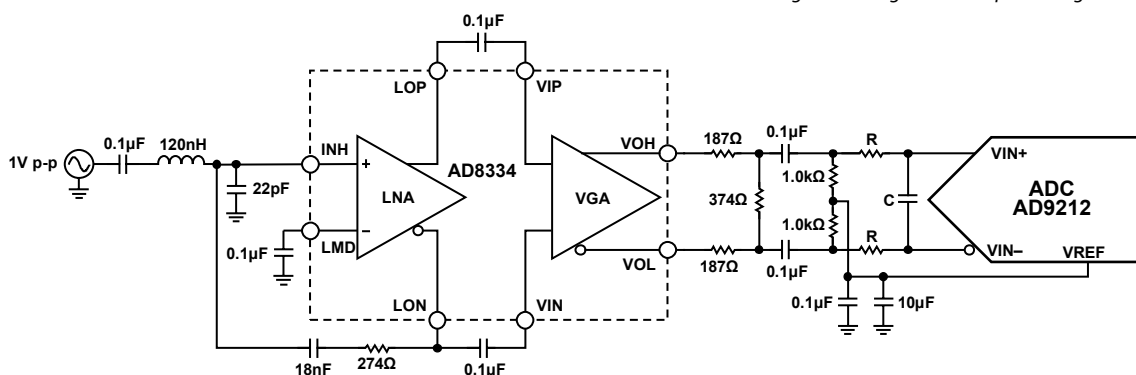 0.1µF
LOP
VIP
0.1µF
120nH
1V p-p
INH
22pF
LNA
AD8334
VGA
VOH
187Ω
0.1µF
R
1.0kΩ
374Ω
1.0kΩ
C
VIN+
ADC
AD9212
VIN–
VREF
0.1µF
LMD
VOL
187Ω
0.1µF
R
LON
VIN
0.1µF
10µF
18nF
274Ω
0.1µF